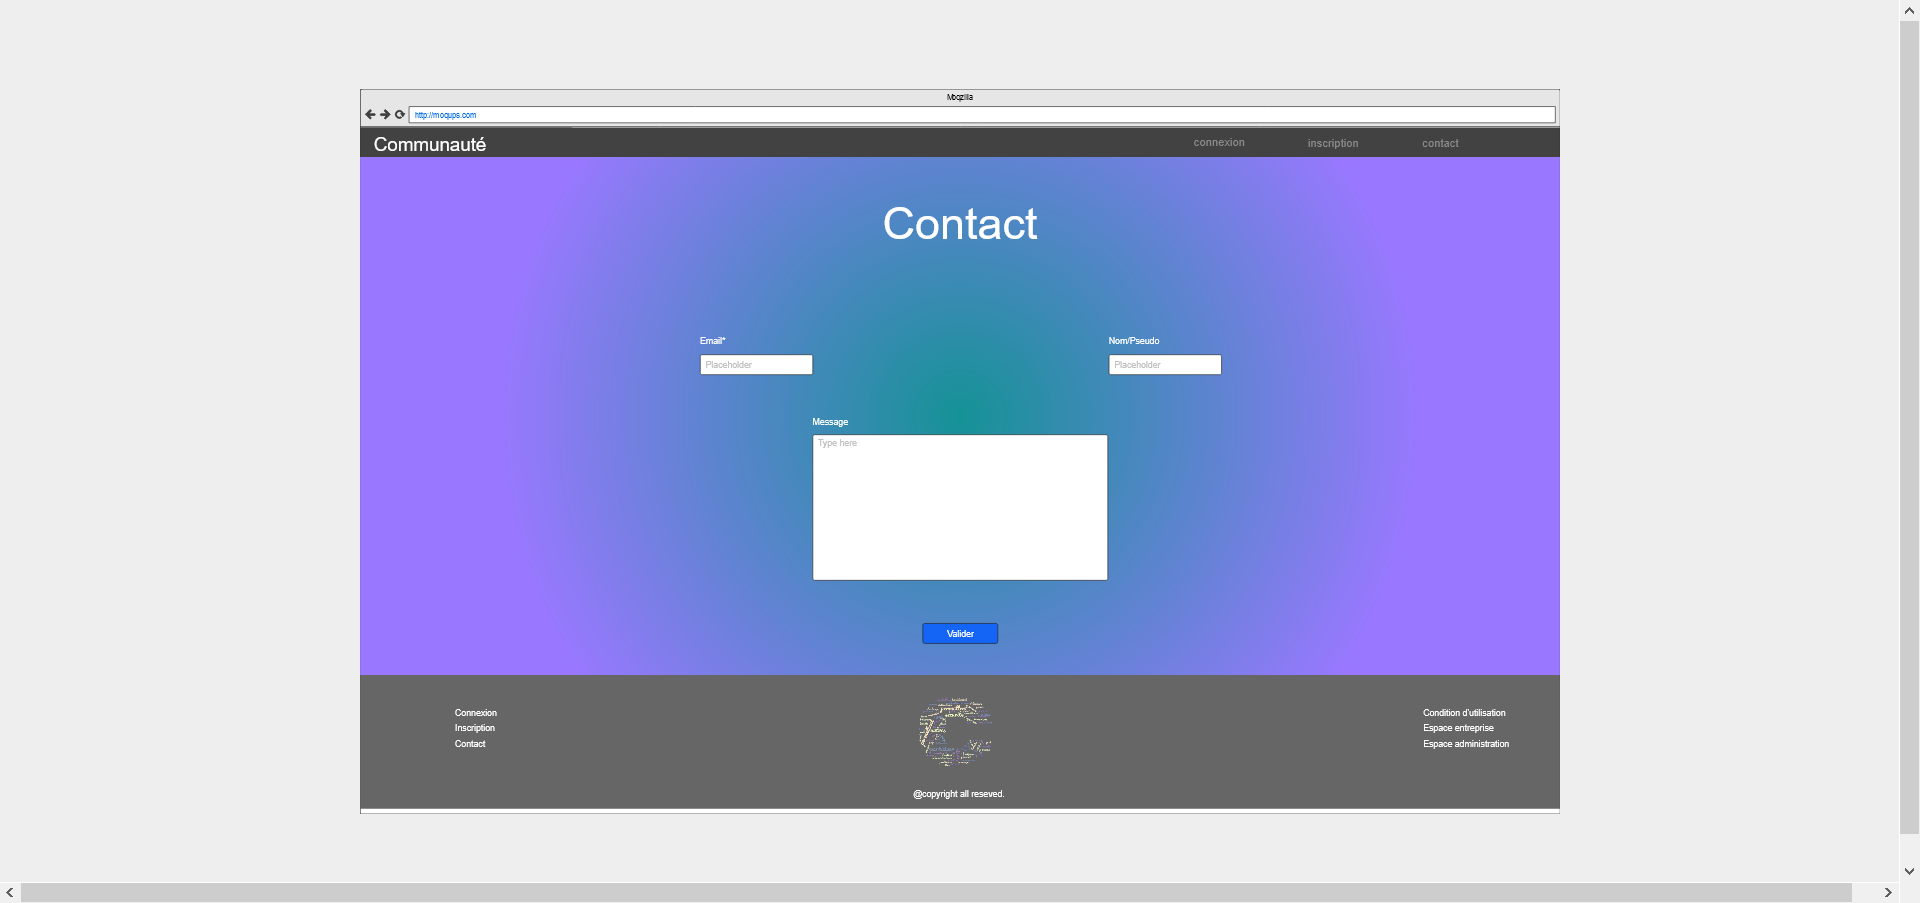 Moqzilla
http://moqups.com
Communauté
connexion
inscription
contact
Contact
Email*
Nom/Pseudo
Placeholder
Placeholder
Message
Type here
Valider
Connexion
Inscription
Contact
Condition d'utilisation
Espace entreprise
Espace administration
@copyright all reseved.